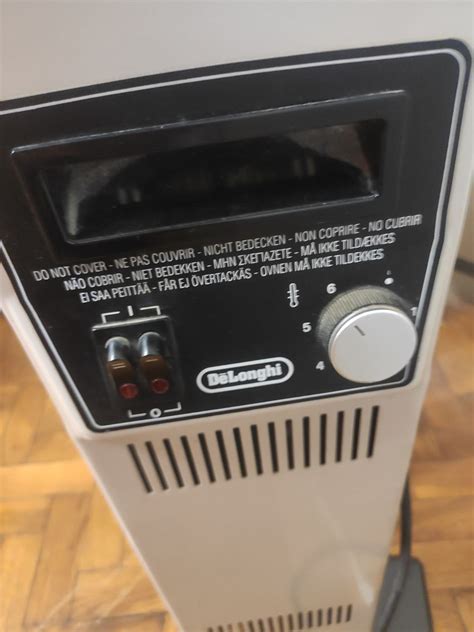 DO NOT COVER - NE PAS COUVRIR - NICHT BEDECKEN - NON COPRIRE - NO CUBRIR
NÃO COBRIR - NIET BEDEKKEN - ΜΗΝ ΣΚΕΠΑΖΕΤΕ - MÅ IKKE TILDÆKKES
EI SAA PEITTÄÄ - FÅR EJ ÖVERTÄCKAS - OVNEN MÅ IKKE TILDEKKES
I
6
1
5
4
DeLonghi
0